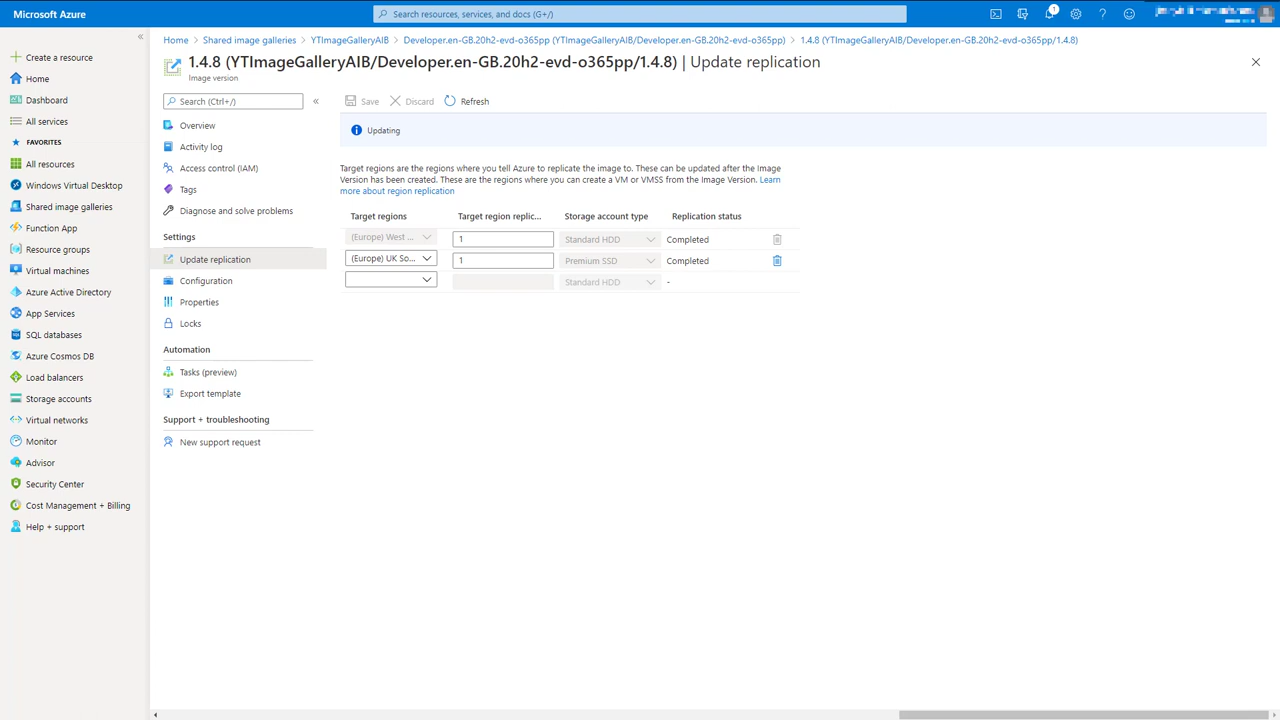 Microsoft Azure
Search resources, services, and docs (G+/)
1
Create a resource
Home
Dashboard
All services
FAVORITES
All resources
Windows Virtual Desktop
Shared image galleries
Function App
Resource groups
Virtual machines
Azure Active Directory
App Services
SQL databases
Azure Cosmos DB
Load balancers
Storage accounts
Virtual networks
Monitor
Advisor
Security Center
Cost Management + Billing
Help + support
Home > Shared image galleries > YTImageGalleryAIB > Developer.en-GB.20h2-evd-o365pp (YTImageGalleryAIB/Developer.en-GB.20h2-evd-o365pp) > 1.4.8 (YTImageGalleryAIB/Developer.en-GB.20h2-evd-o365pp/1.4.8)
1.4.8 (YTImageGalleryAIB/Developer.en-GB.20h2-evd-o365pp/1.4.8) | Update replication
Image version
Search (Ctrl+/)
Overview
Activity log
Access control (IAM)
Tags
Diagnose and solve problems
Settings
Update replication
Configuration
Properties
Locks
Automation
Tasks (preview)
Export template
Support + troubleshooting
New support request
Save Discard Refresh
Updating
Target regions are the regions where you tell Azure to replicate the image to. These can be updated after the Image
Version has been created. These are the regions where you can create a VM or VMSS from the Image Version. Learn
more about region replication
Target regions Target region replic... Storage account type Replication status
(Europe) West ... 1 Standard HDD Completed
(Europe) UK So... 1 Premium SSD Completed
Standard HDD -